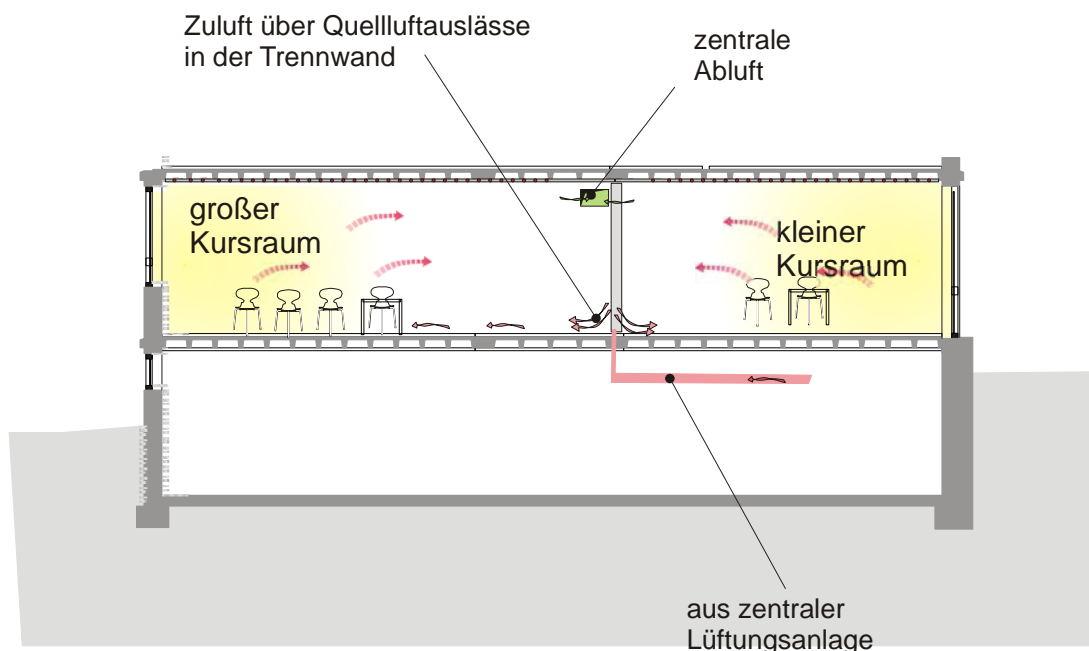 Zuluft über Quellluftauslässe
in der Trennwand
zentrale
Abluft
großer
Kursraum
kleiner
Kursraum
aus zentraler
Lüftungsanlage